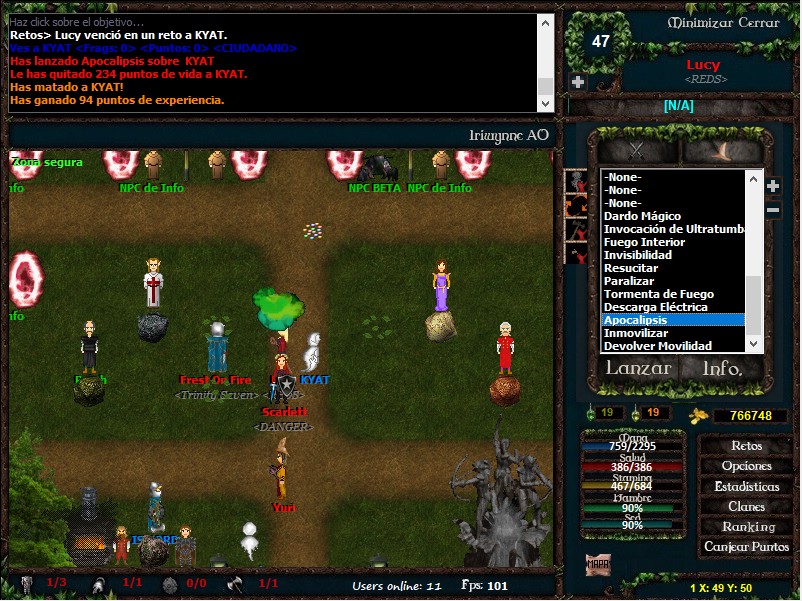 Haz click sobre el objetivo...
Retos> Lucy venció en un reto a KYAT.
Ves a KYAT <Frags: 0> <Puntos: 0> <CIUDADANO>
Has lanzado Apocalipsis sobre KYAT
Le has quitado 234 puntos de vida a KYAT.
Has matado a KYAT!
Has ganado 94 puntos de experiencia.
Minimizar Cerrar
47
Lucy
<REDS>
[N/A]
Iriwynne AO
Zona segura
nfo
NPC de Info
NPC BETA
NPC de Info
nfo
Frest Or Fire
KYAT
<Trinity Seven>
Scarlett
<DANGER>
Yuri
-None-
-None-
-None-
Dardo Mágico
Invocación de Ultratumba
Fuego Interior
Invisibilidad
Resucitar
Paralizar
Tormenta de Fuego
Descarga Eléctrica
Apocalipsis
Inmovilizar
Devolver Movilidad
Lanzar
Info.
19
19
766748
Mana
759/2295
Salud
386/386
Stamina
467/684
Hambre
90%
Sed
90%
Retos
Opciones
Estadísticas
Clanes
Ranking
Canjear Puntos
MAPA
1/3
1/1
0/0
1/1
Users online: 11
Fps: 101
1 X: 49 Y: 50